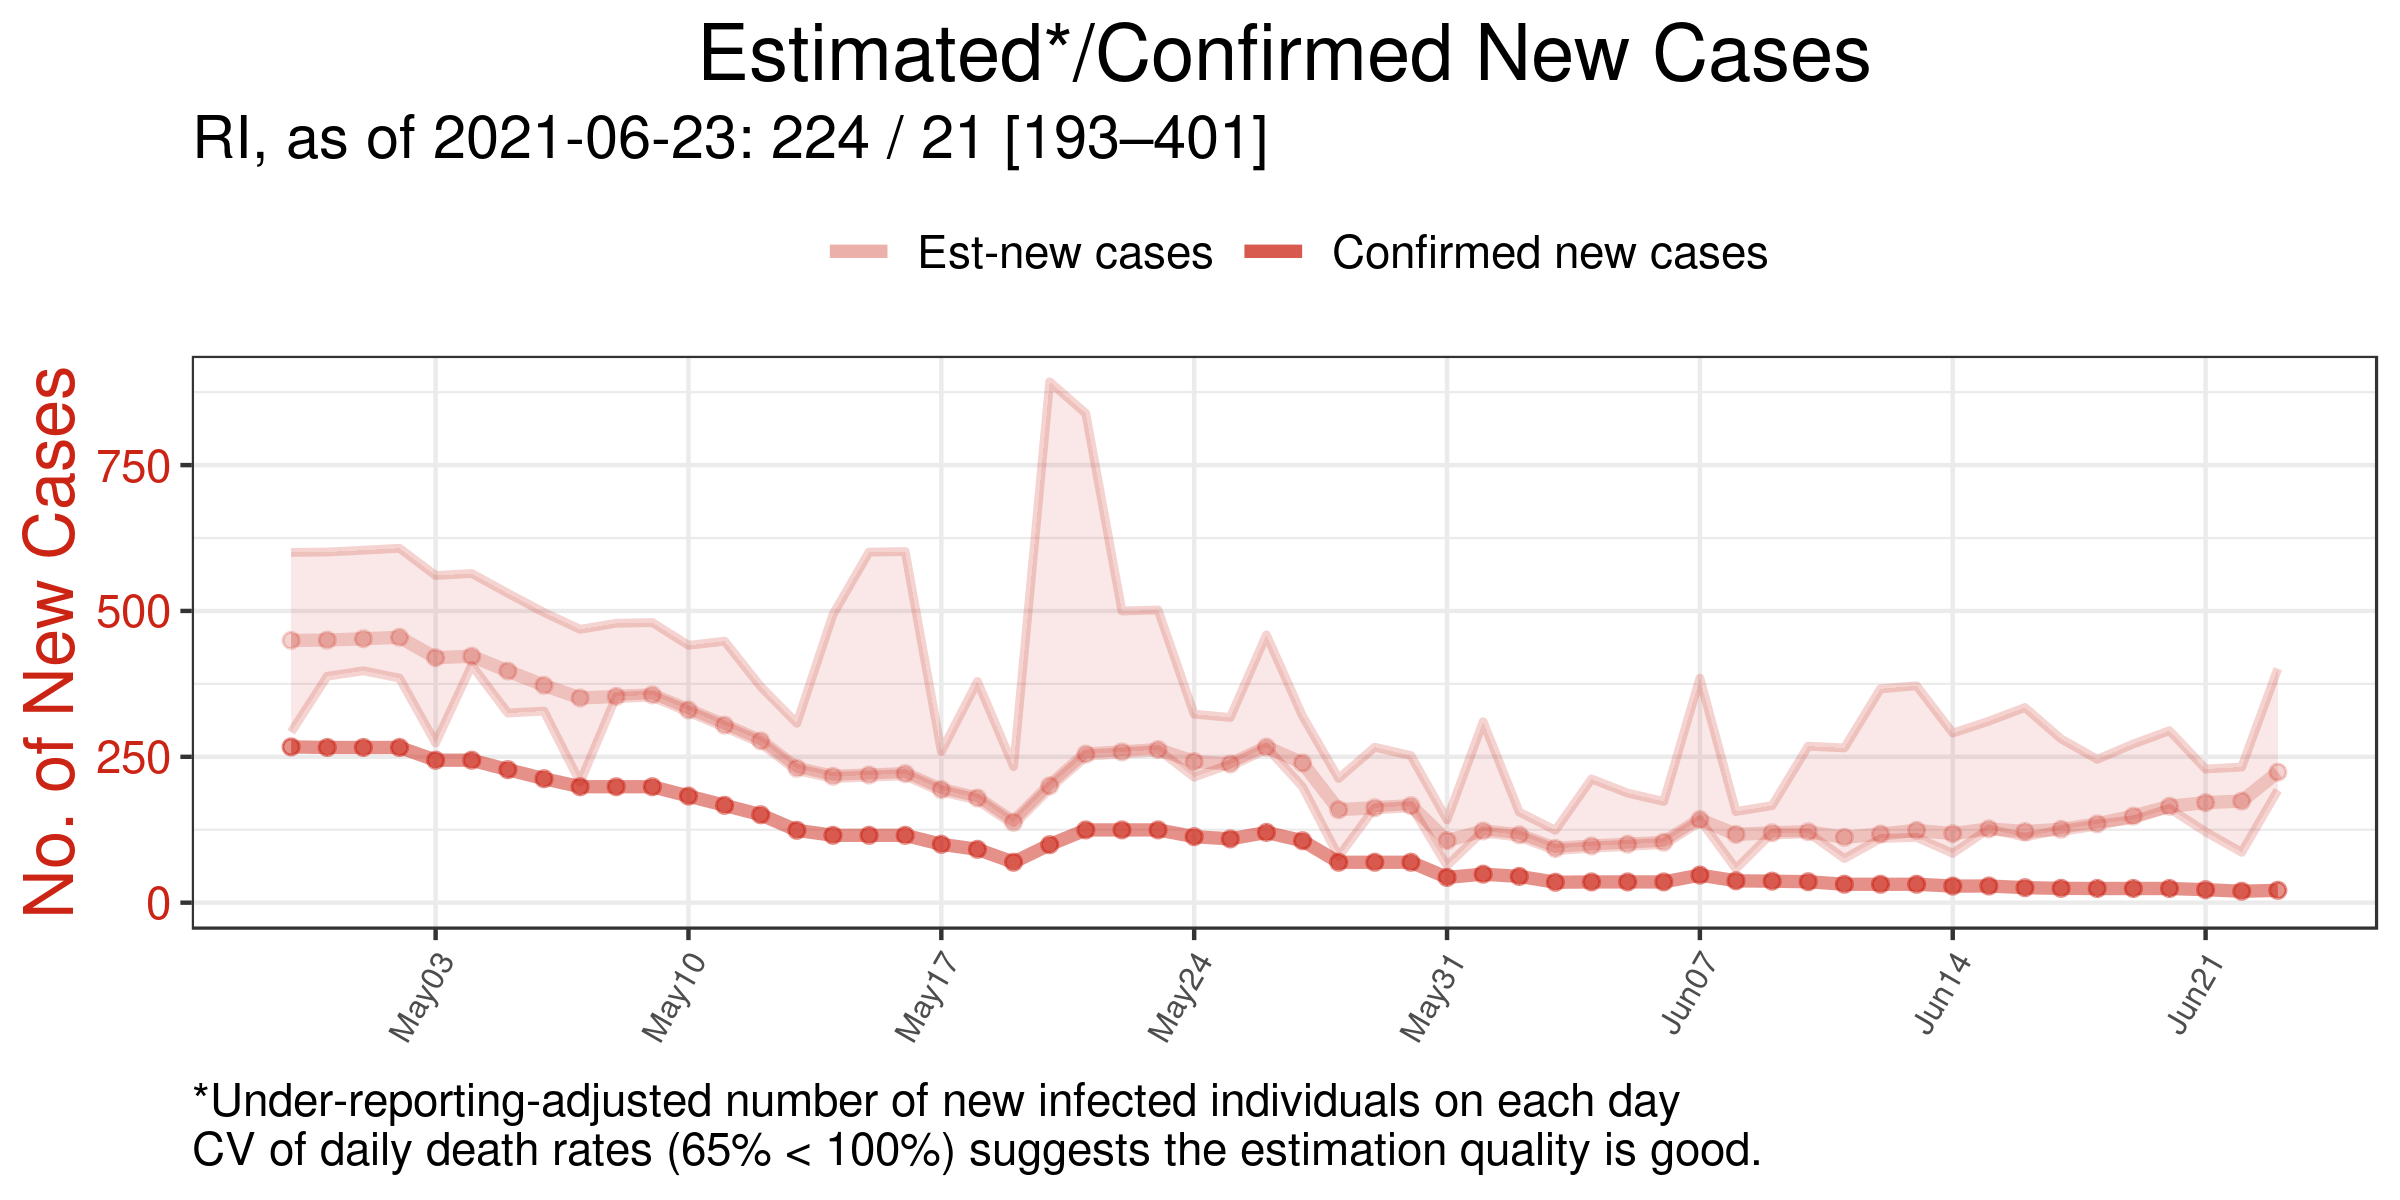 Estimated*/Confirmed New Cases
RI, as of 2021-06-23: 224 / 21 [193–401]
Est-new cases
Confirmed new cases
No. of New Cases
750
500
250
0
May03
May10
May17
May24
May31
Jun07
Jun14
Jun21
*Under-reporting-adjusted number of new infected individuals on each day
CV of daily death rates (65% < 100%) suggests the estimation quality is good.